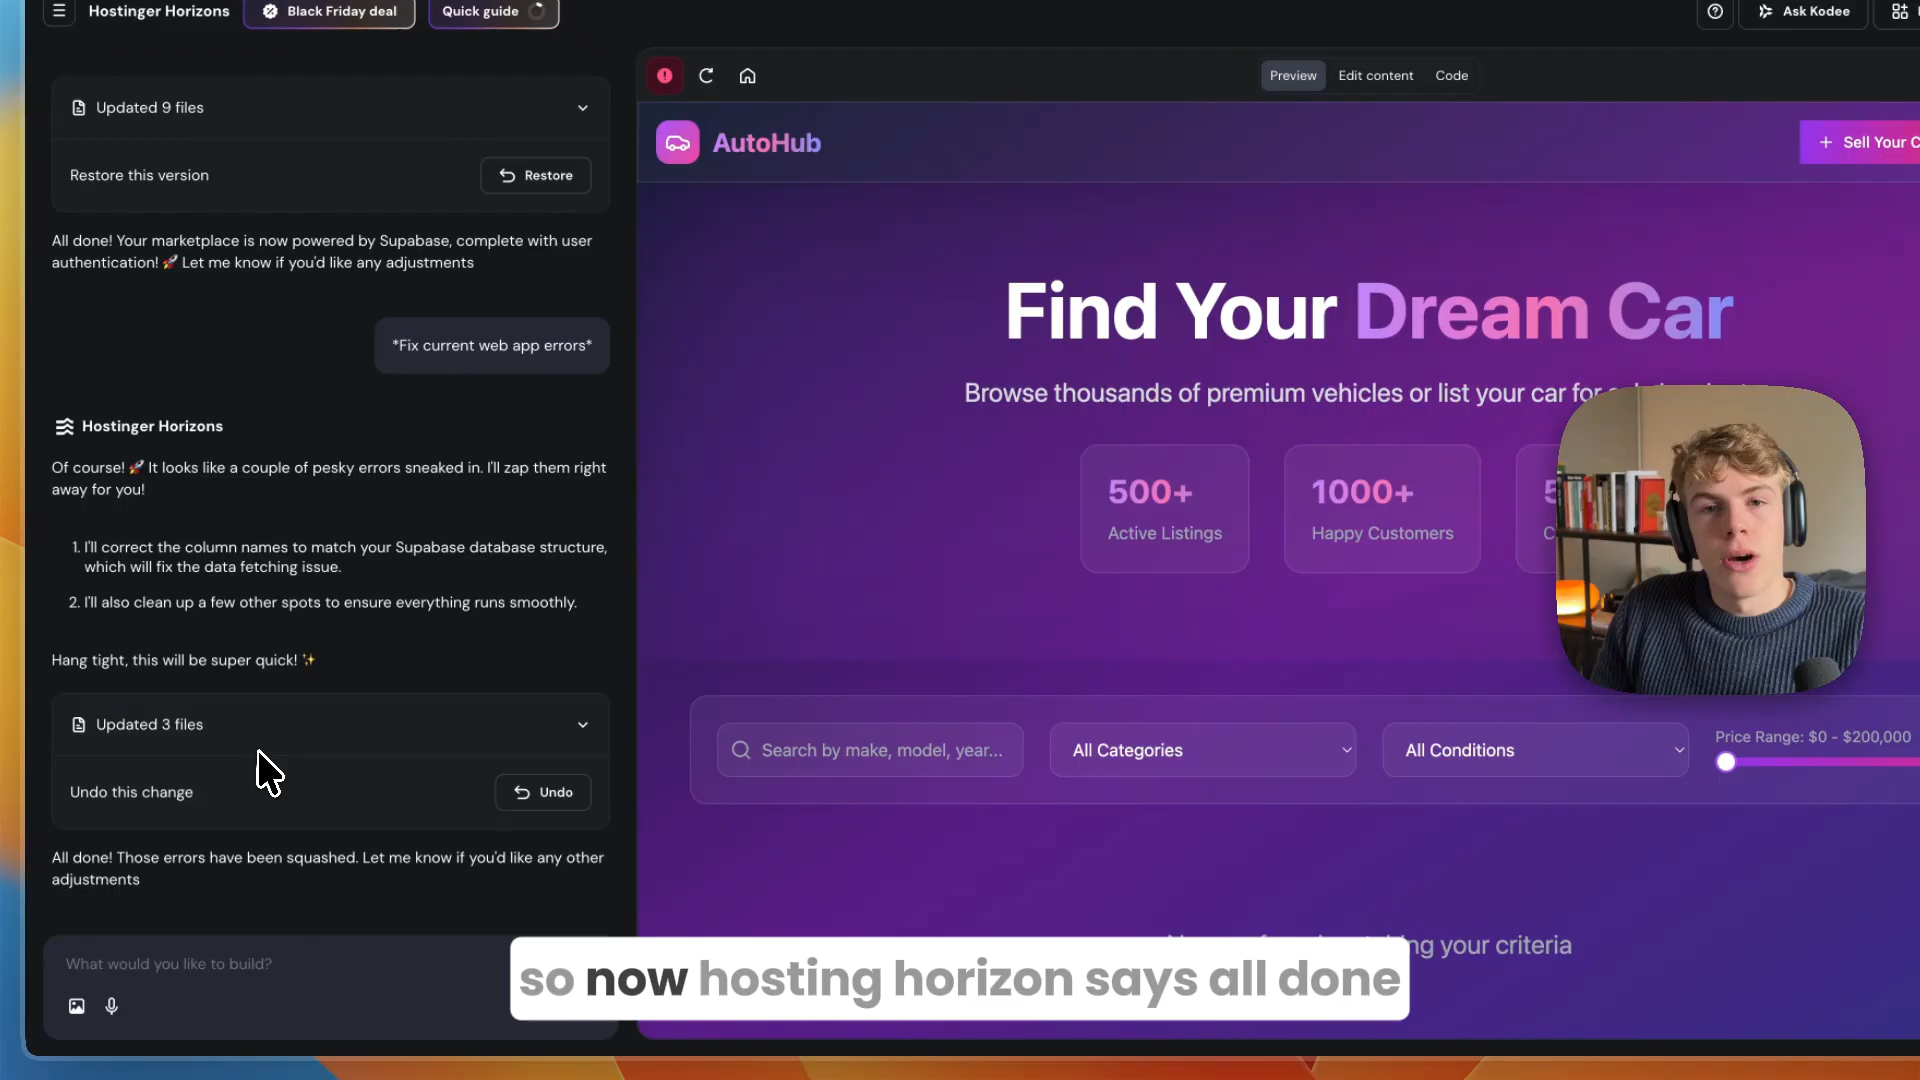 Hostinger Horizons
Black Friday deal
Quick guide
Ask Kodee
Updated 9 files
Restore this version
Restore
All done! Your marketplace is now powered by Supabase, complete with user
authentication! 🚀 Let me know if you'd like any adjustments
*Fix current web app errors*
Hostinger Horizons
Of course! 🚀 It looks like a couple of pesky errors sneaked in. I'll zap them right
away for you!
1. I'll correct the column names to match your Supabase database structure,
which will fix the data fetching issue.
2. I'll also clean up a few other spots to ensure everything runs smoothly.
Hang tight, this will be super quick! ✨
Updated 3 files
Undo this change
Undo
All done! Those errors have been squashed. Let me know if you'd like any other
adjustments
What would you like to build?
Preview
Edit content
Code
AutoHub
+ Sell Your
Find Your Dream Car
Browse thousands of premium vehicles or list your car for
500+
Active Listings
1000+
Happy Customers
Search by make, model, year...
All Categories
All Conditions
Price Range: $0 - $200,000
your criteria
so now hosting horizon says all done